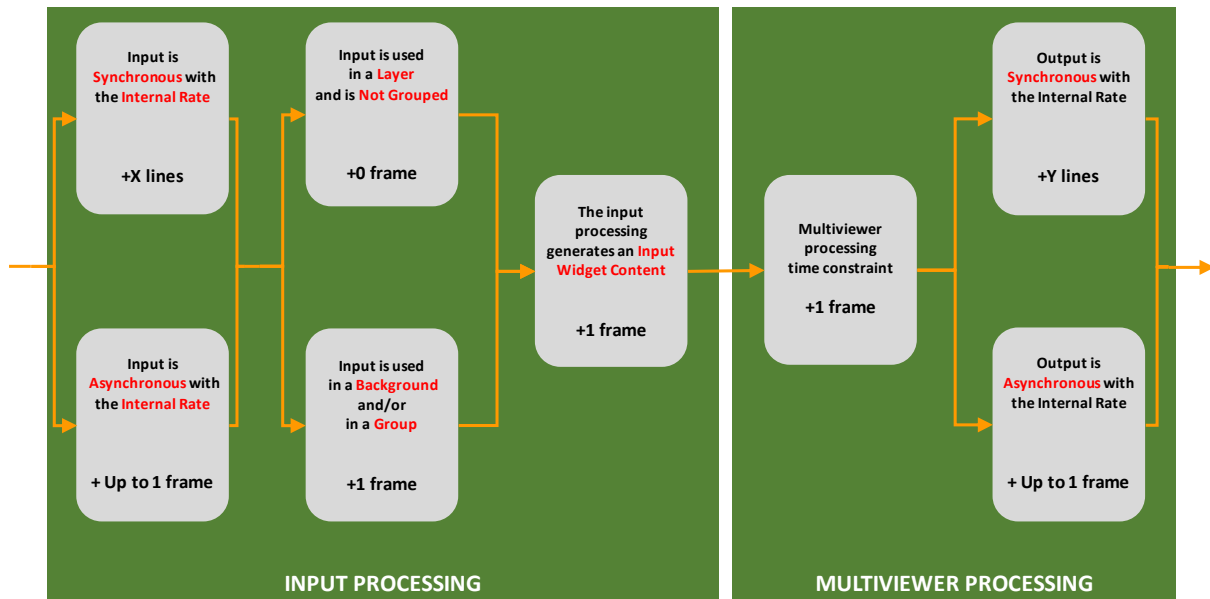 Input is
Synchronous with
the Internal Rate
+X lines
Input is
Asynchronous with
the Internal Rate
+ Up to 1 frame
Input is used
in a Layer
and is Not Grouped
+0 frame
Input is used
in a Background
and/or
in a Group
+1 frame
The input
processing
generates an Input
Widget Content
+1 frame
INPUT PROCESSING
Multiviewer
processing
time constraint
+1 frame
Output is
Synchronous with
the Internal Rate
+Y lines
Output is
Asynchronous with
the Internal Rate
+ Up to 1 frame
MULTIVIEWER PROCESSING